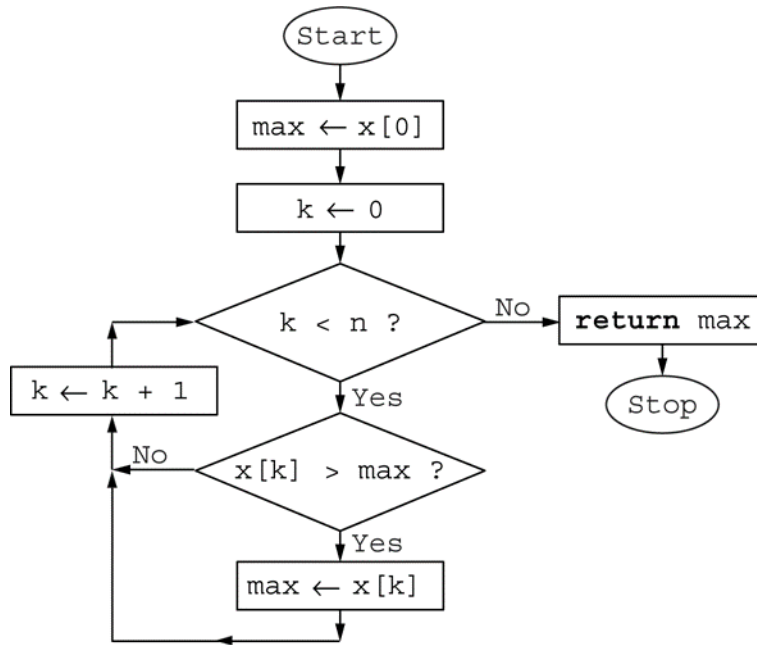 Start
max ← x[0]
k ← 0
k < n ?
No
return max
Stop
k ← k + 1
Yes
x[k] > max ?
No
Yes
max ← x[k]